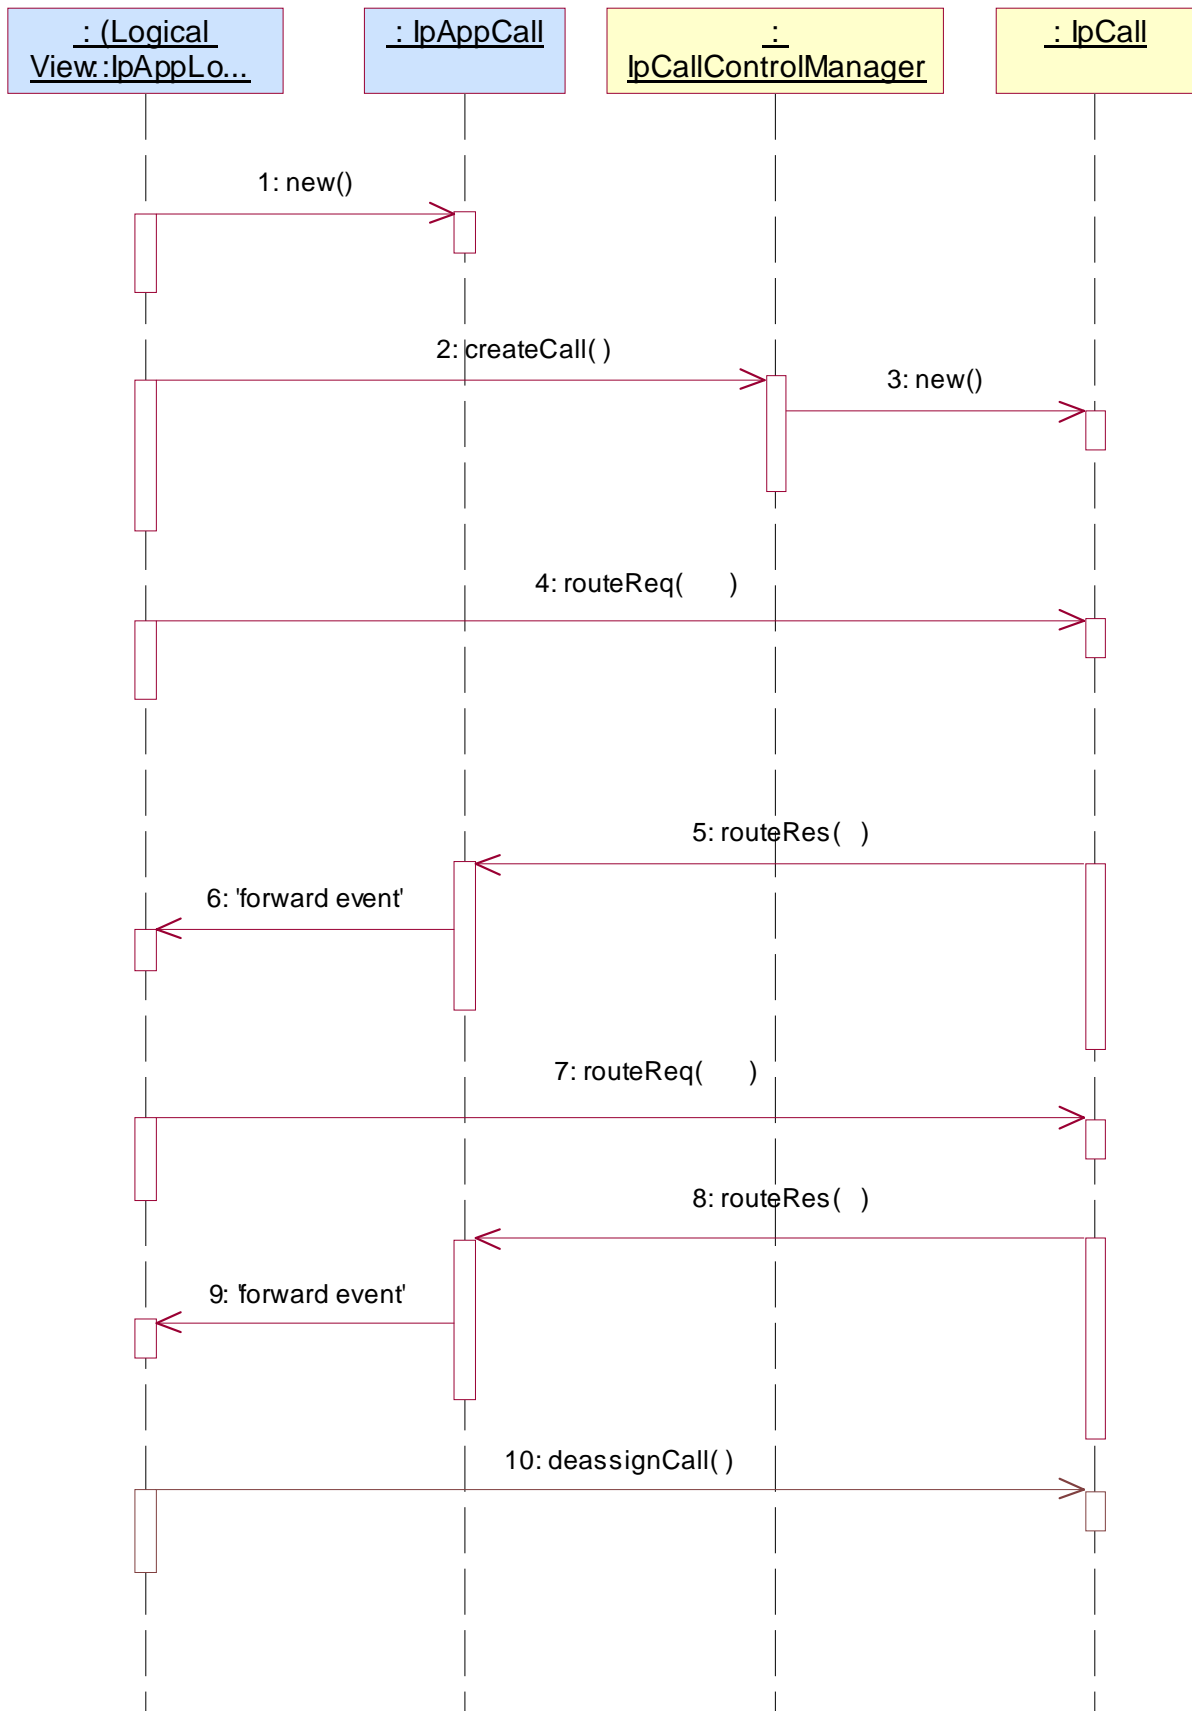 : (Logical
View::IpAppLo...
: IpAppCall
:
IpCallControlManager
: IpCall
1: new()
2: createCall( )
3: new()
4: routeReq( )
5: routeRes( )
6: 'forward event'
7: routeReq( )
8: routeRes( )
9: 'forward event'
10: deassignCall( )